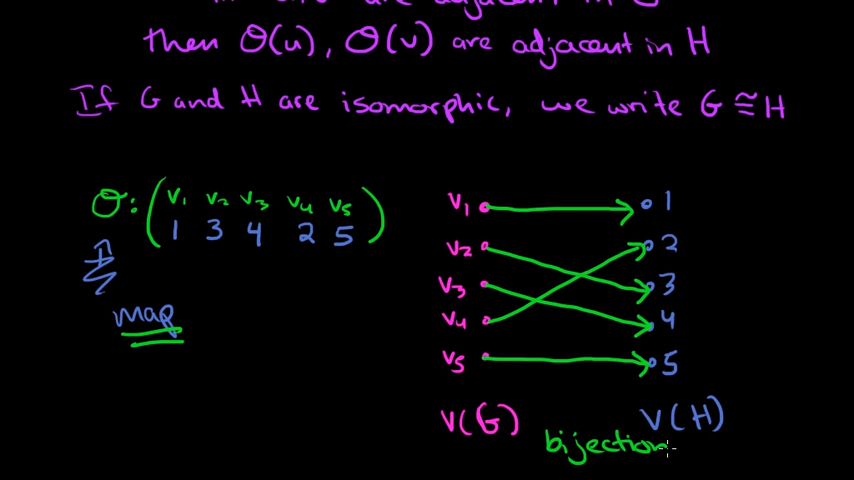 then Θ(u), Θ(v) are adjacent in H
If G and H are isomorphic, we write G ≅ H
Θ: ( v₁ v₂ v₃ v₄ v₅ )
1 3 4 2 5
map
v₁ 1
v₂ 2
v₃ 3
v₄ 4
v₅ 5
V(G) V(H)
bijection